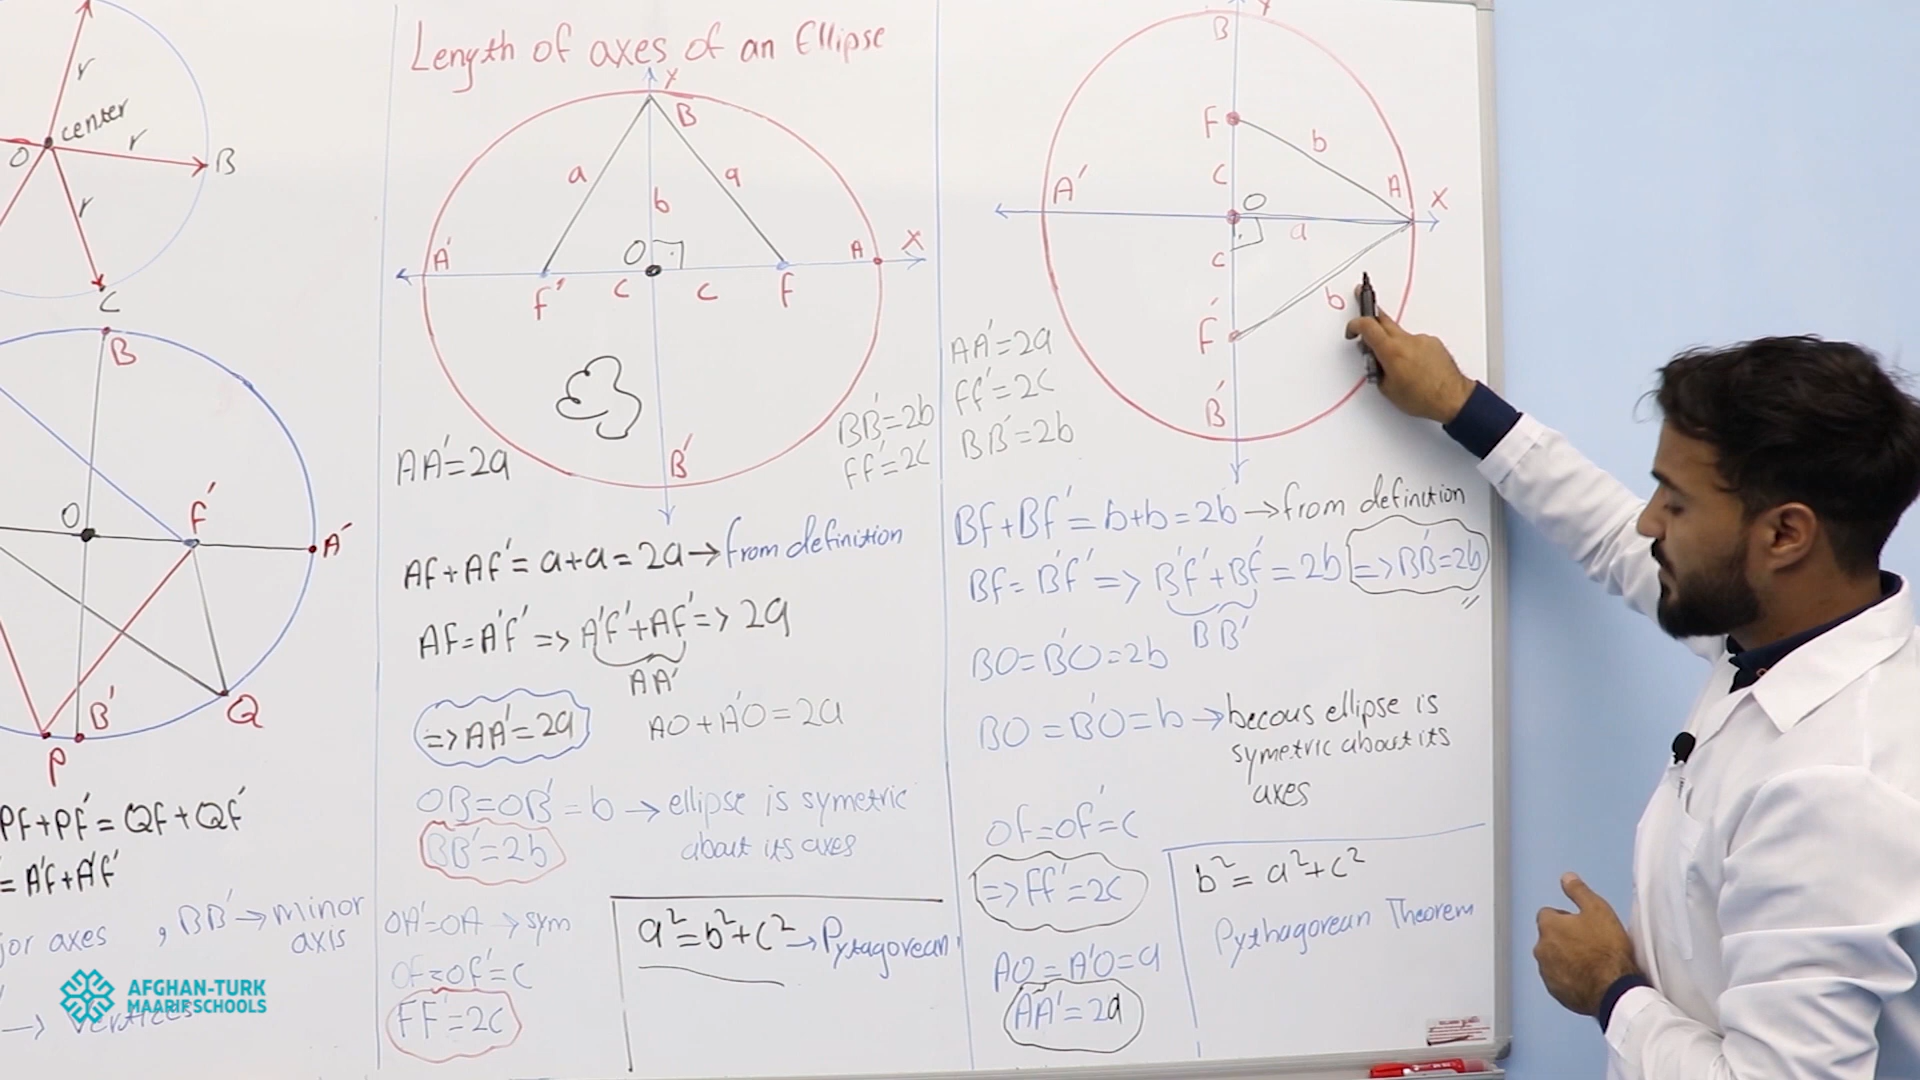 r
center
r
O
B
r
C
B
O
F'
A'
B'
Q
P
PF+PF' = QF+QF'
= A'F+A'F'
jor axes , BB' → minor axis
→ vertices
AFGHAN-TURK
MAARIF SCHOOLS
Length of axes of an Ellipse
y
B
a
a
b
O
A'
A
X
F'
C
C
F
B'
AA'=2a
BB'=2b
FF'=2C
AF+AF'=a+a=2a→from definition
AF=A'F' => A'F'+AF' => 2a
AA'
=> AA'=2a
AO+A'O=2a
OB=OB'=b → ellipse is symetric
about its axes
BB'=2b
OA'=OA → sym
OF=OF'=C
FF'=2C
a²=b²+c² → Pytagorean
y
B
F
b
C
A'
A
X
O
a
C
b
F'
B'
AA'=2a
FF'=2C
BB'=2b
BF+BF'=b+b=2b→from definition
BF=B'F' => B'F'+BF'=2b => BB'=2b
BB'
BO=B'O=2b
BO=B'O=b → becous ellipse is
symetric about its
axes
OF=OF'=C
=> FF'=2C
AO=A'O=a
AA'=2a
b²=a²+c²
Pythagorean Theorem